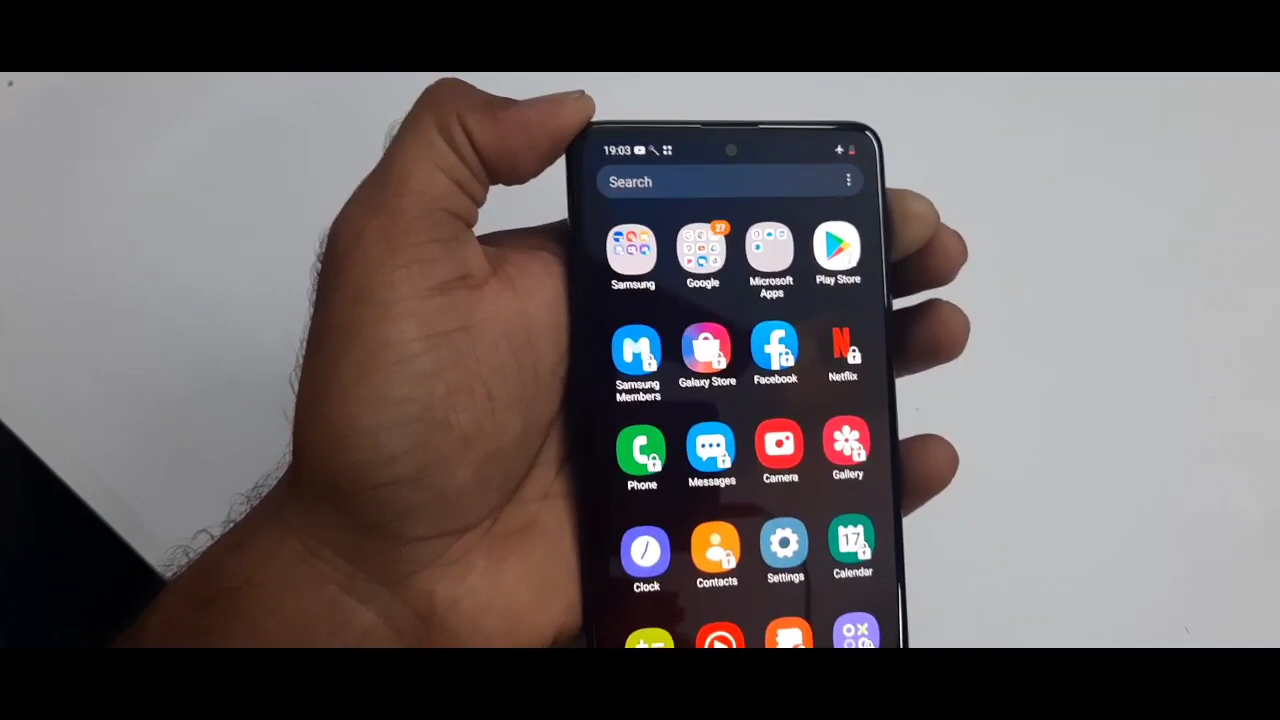 19:03
Search
27
Samsung
Google
Microsoft
Apps
Play Store
Samsung
Members
Galaxy Store
Facebook
N
Netflix
Phone
Messages
Camera
Gallery
17
Clock
Contacts
Settings
Calendar